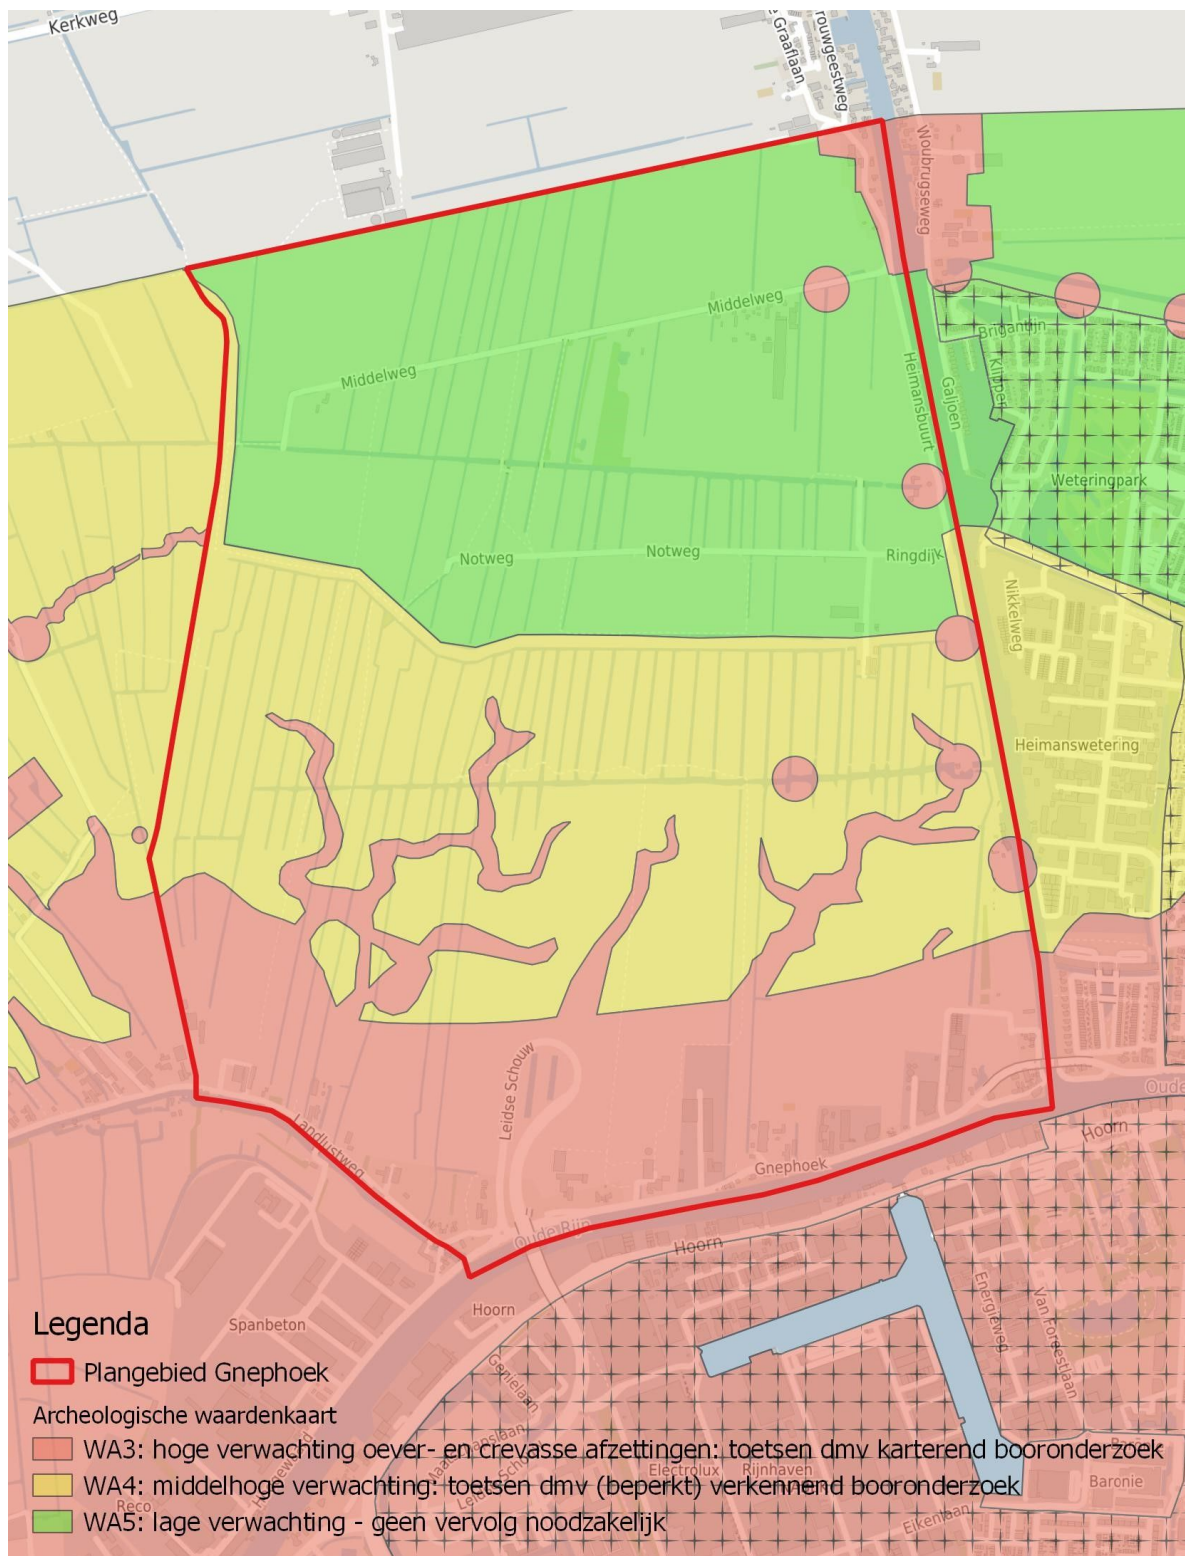 Kerkweg
Graaflaan
rouwgeestweg
Woubrugseweg
Middelweg
Brigantijn
Klipper
Middelweg
Heimansbuurt
Galjoen
Weteringpark
Notweg
Notweg
Ringdijk
Nikkelweg
Heimanswetering
Leidse Schouw
Landlustweg
Gnephoek
Oude
Hoorn
Oude Rijn
Hoorn
Hoorn
Energieweg
Van Foreestlaan
Legenda
Spanbeton
Plangebied Gnephoek
Genielaan
Archeologische waardenkaart
WA3: hoge verwachting oever- en crevasse afzettingen: toetsen dmv karterend booronderzoek
Electrolux
Rijnhaven
Baronie
WA4: middelhoge verwachting: toetsen dmv (beperkt) verkennend booronderzoek
Reco
WA5: lage verwachting - geen vervolg noodzakelijk
Eikenlaan